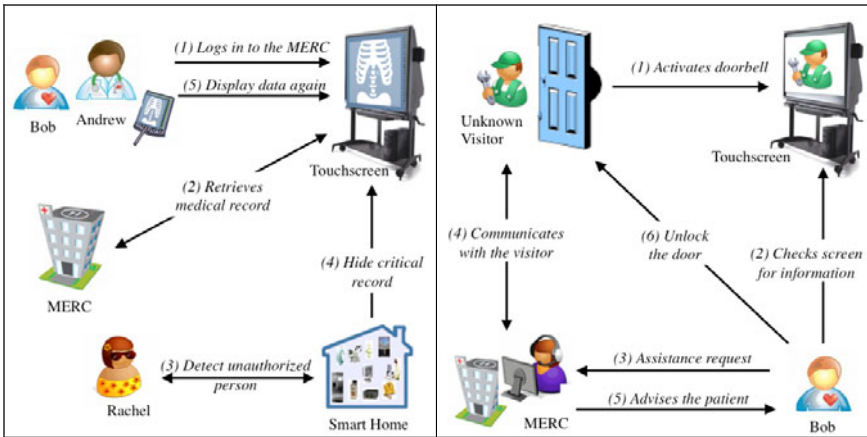 (1) Logs in to the MERC
(5) Display data again
Bob
Andrew
Touchscreen
(2) Retrieves
medical record
MERC
(4) Hide critical
record
(3) Detect unauthorized
person
Rachel
Smart Home
(1) Activates doorbell
Unknown
Visitor
Touchscreen
(4) Communicates
with the visitor
(6) Unlock
the door
(2) Checks screen
for information
(3) Assistance request
(5) Advises the patient
MERC
Bob